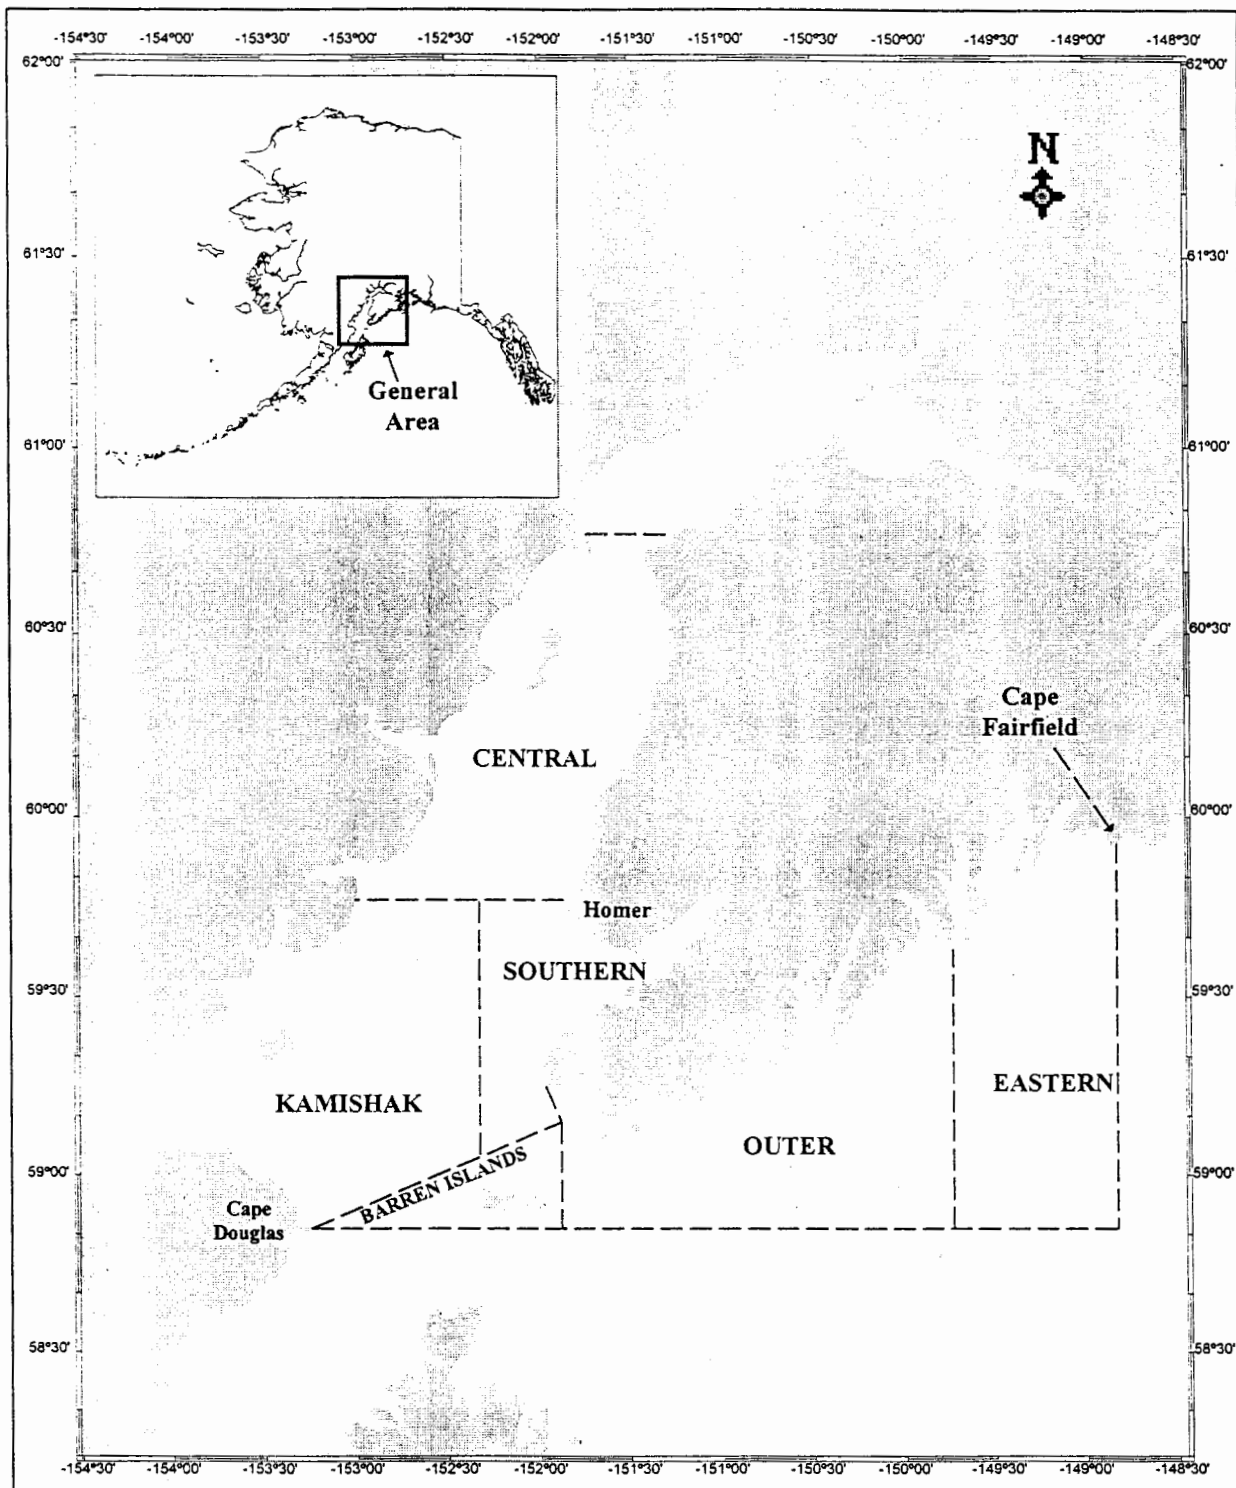 -154°30' -154°00' -153°30' -153°00' -152°30' -152°00' -151°30' -151°00' -150°30' -150°00' -149°30' -149°00' -148°30'
62°00' 62°00'
N
61°30' 61°30'
General
Area
61°00' 61°00'
60°30' 60°30'
Cape
Fairfield
CENTRAL
60°00' 60°00'
Homer
SOUTHERN
59°30' 59°30'
EASTERN
KAMISHAK
OUTER
BARREN ISLANDS
59°00' 59°00'
Cape
Douglas
58°30' 58°30'
-154°30' -154°00' -153°30' -153°00' -152°30' -152°00' -151°30' -151°00' -150°30' -150°00' -149°30' -149°00' -148°30'